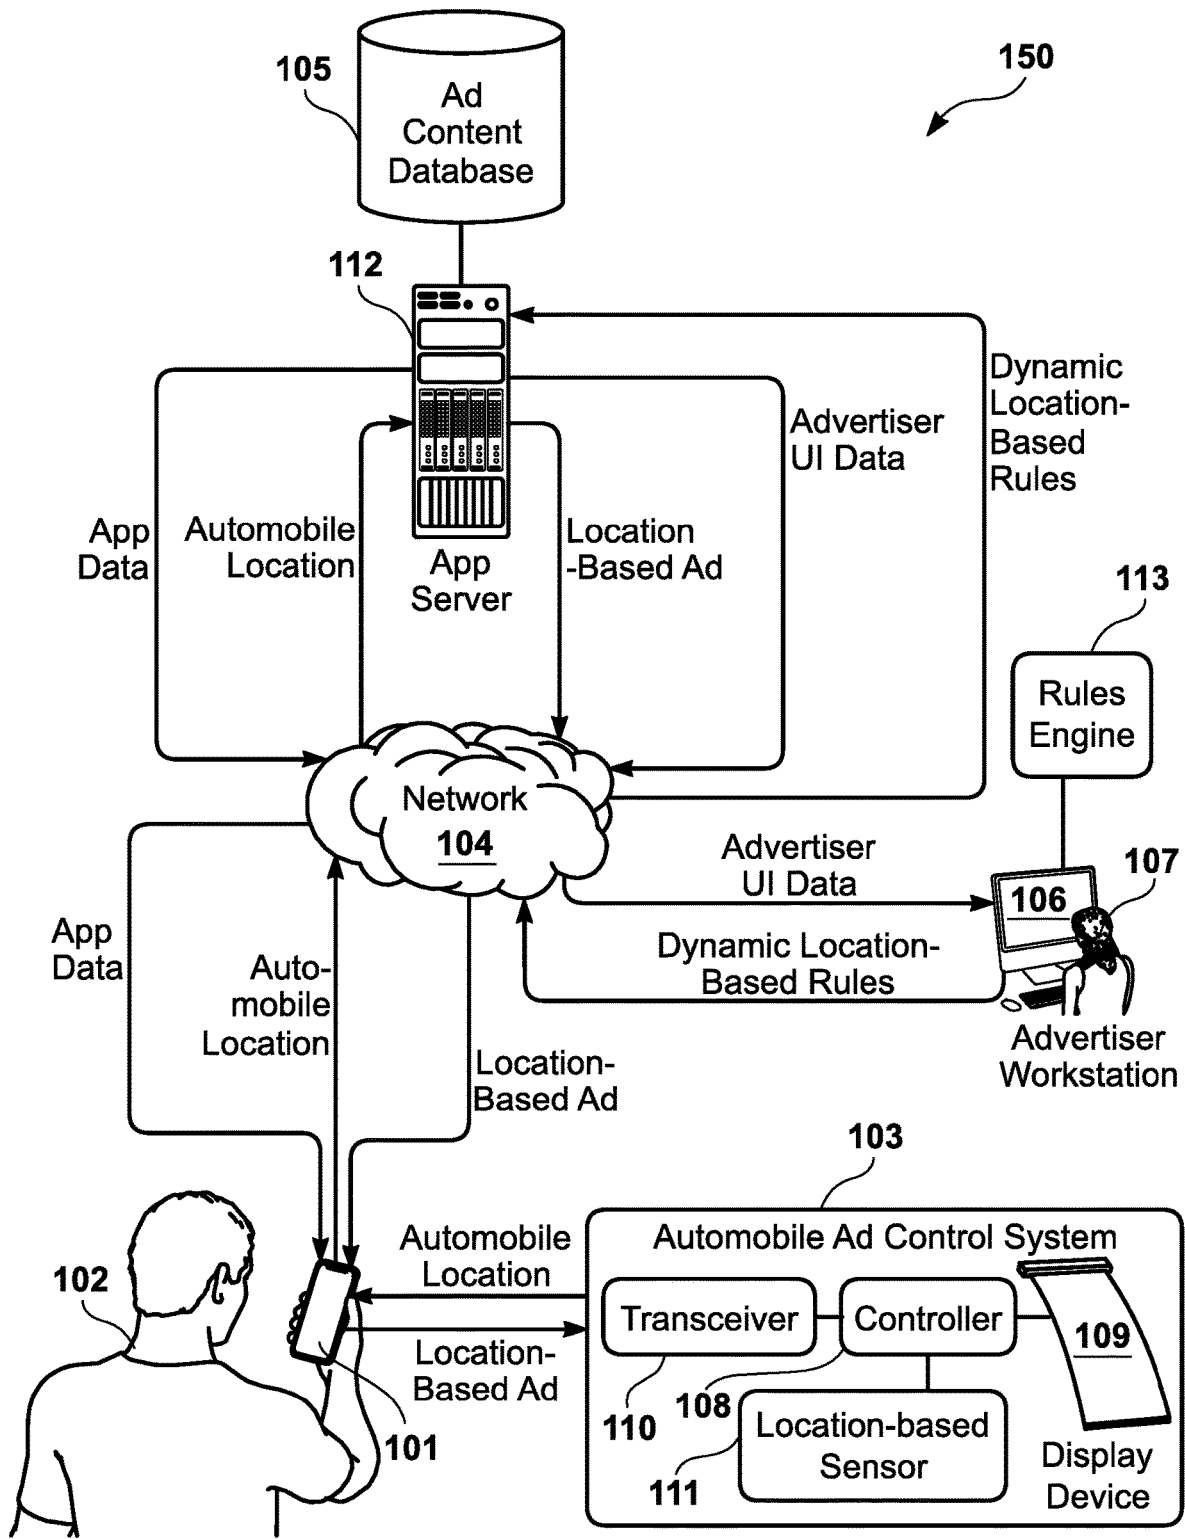 150
105
Ad
Content
Database
112
Dynamic
Location-
Based
Rules
Advertiser
UI Data
App
Data
Automobile
Location
Location
-Based Ad
App
Server
113
Rules
Engine
Network
104
Advertiser
UI Data
107
106
App
Data
Dynamic Location-
Based Rules
Auto-
mobile
Location
Advertiser
Workstation
Location-
Based Ad
103
Automobile Ad Control System
Automobile
Location
102
Transceiver
Controller
109
Location-
Based Ad
110
108
101
111
Location-based
Sensor
Display
Device